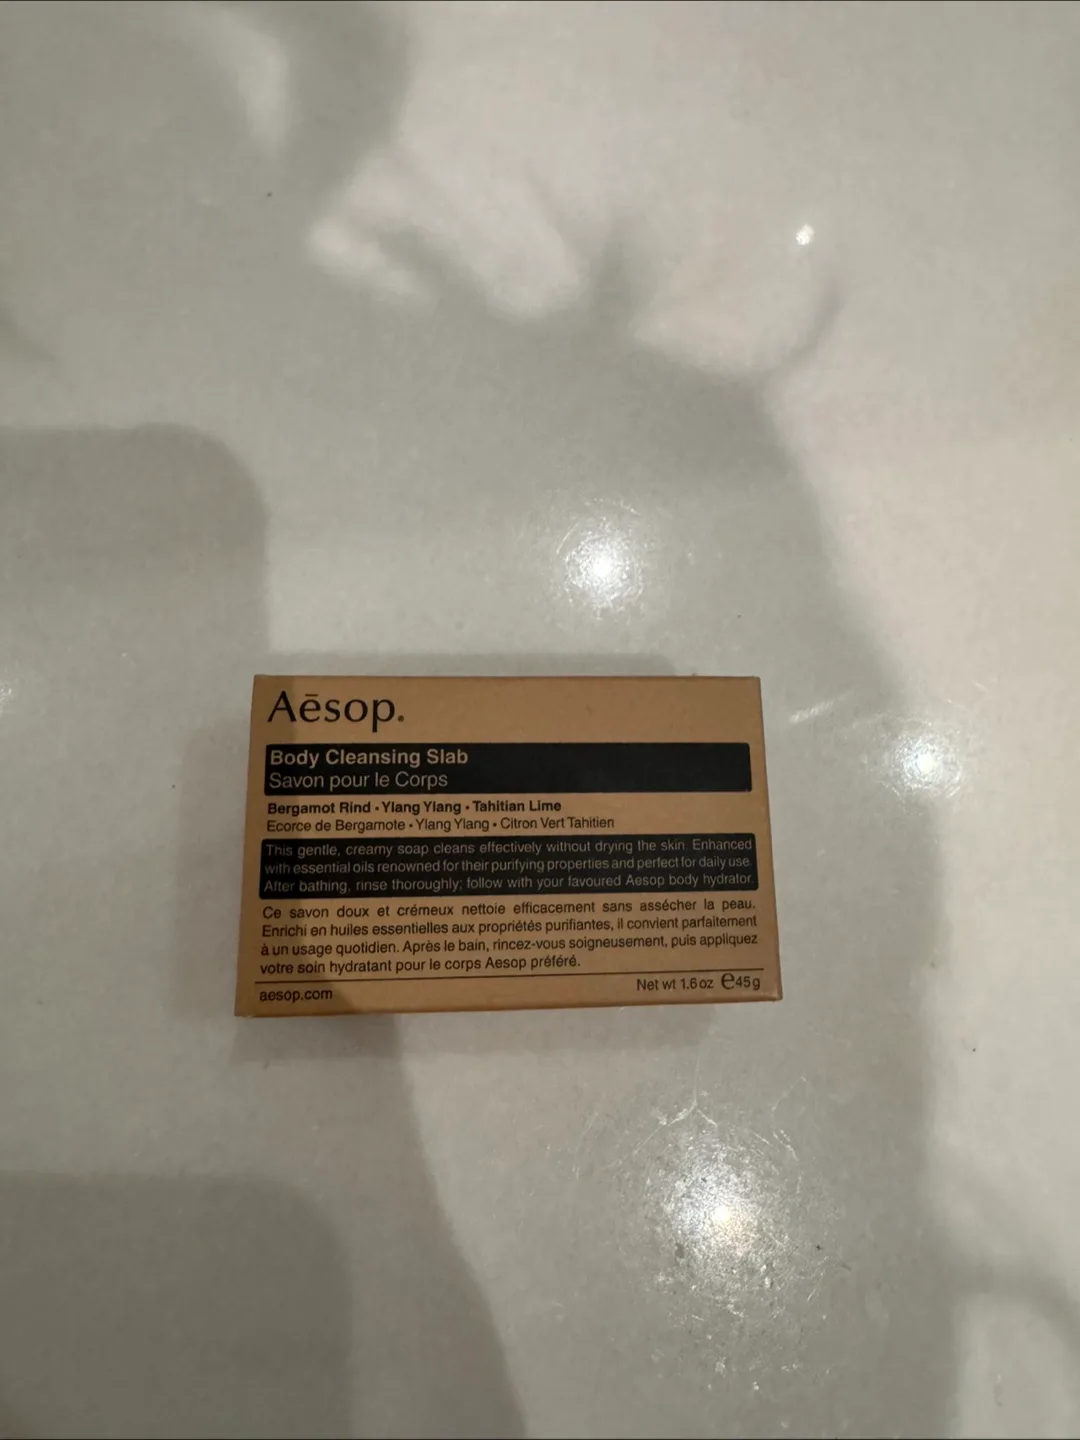 Aēsop.
Body Cleansing Slab
Savon pour le Corps
Bergamot Rind • Ylang Ylang • Tahitian Lime
Ecorce de Bergamote • Ylang Ylang • Citron Vert Tahitien
This gentle, creamy soap cleans effectively without drying the skin. Enhanced
with essential oils renowned for their purifying properties and perfect for daily use.
After bathing, rinse thoroughly; follow with your favoured Aesop body hydrator.
Ce savon doux et crémeux nettoie efficacement sans assécher la peau.
Enrichi en huiles essentielles aux propriétés purifiantes, il convient parfaitement
à un usage quotidien. Après le bain, rincez-vous soigneusement, puis appliquez
votre soin hydratant pour le corps Aesop préféré.
aesop.com
Net wt 1.6 oz ℮45g